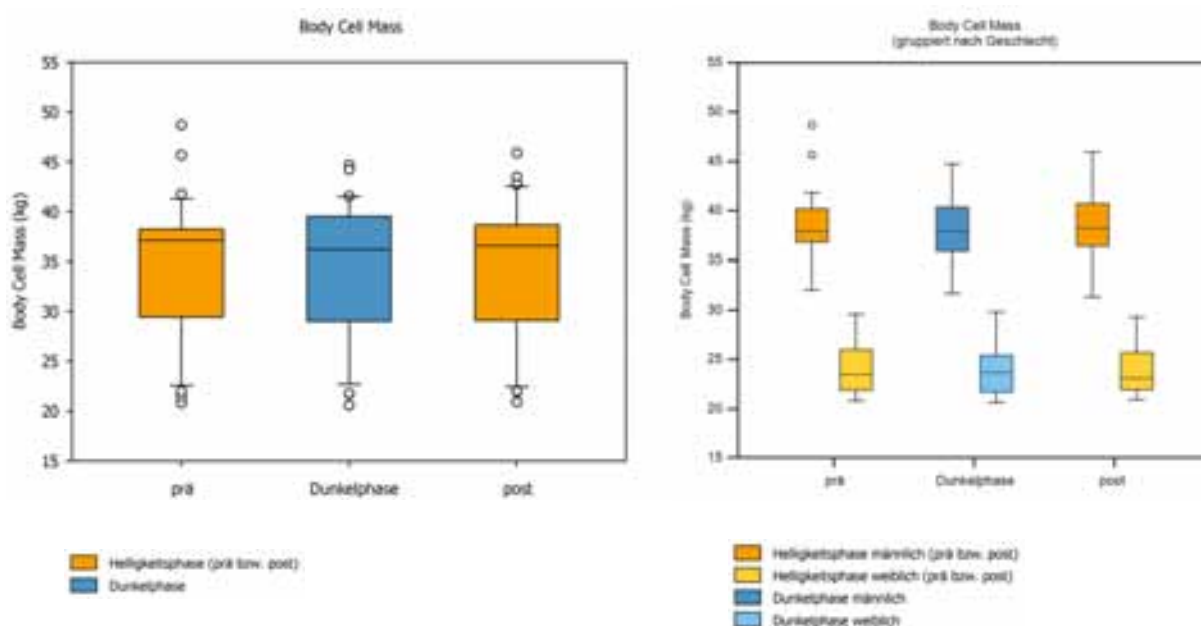 Body Cell Mass
Body Cell Mass (kg)
55
50
45
40
35
30
25
20
15
prä
Dunkelphase
post
Helligkeitsphase (prä bzw. post)
Dunkelphase
Body Cell Mass
(gruppiert nach Geschlecht)
Body Cell Mass (kg)
55
50
45
40
35
30
25
20
15
prä
Dunkelphase
post
Helligkeitsphase männlich (prä bzw. post)
Helligkeitsphase weiblich (prä bzw. post)
Dunkelphase männlich
Dunkelphase weiblich